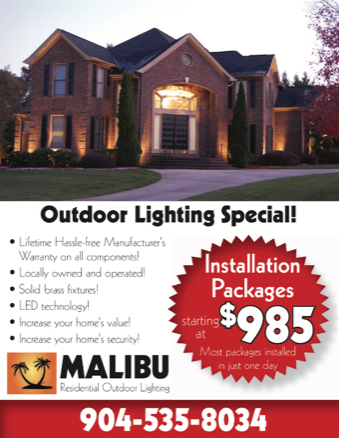 Outdoor Lighting Special!
• Lifetime Hassle-free Manufacturer's
Warranty on all components!
• Locally owned and operated!
• Solid brass fixtures!
• LED technology!
• Increase your home's value!
• Increase your home's security!
Installation
Packages
starting
at
$985
Most packages installed
in just one day
MALIBU
Residential Outdoor Lighting
904-535-8034